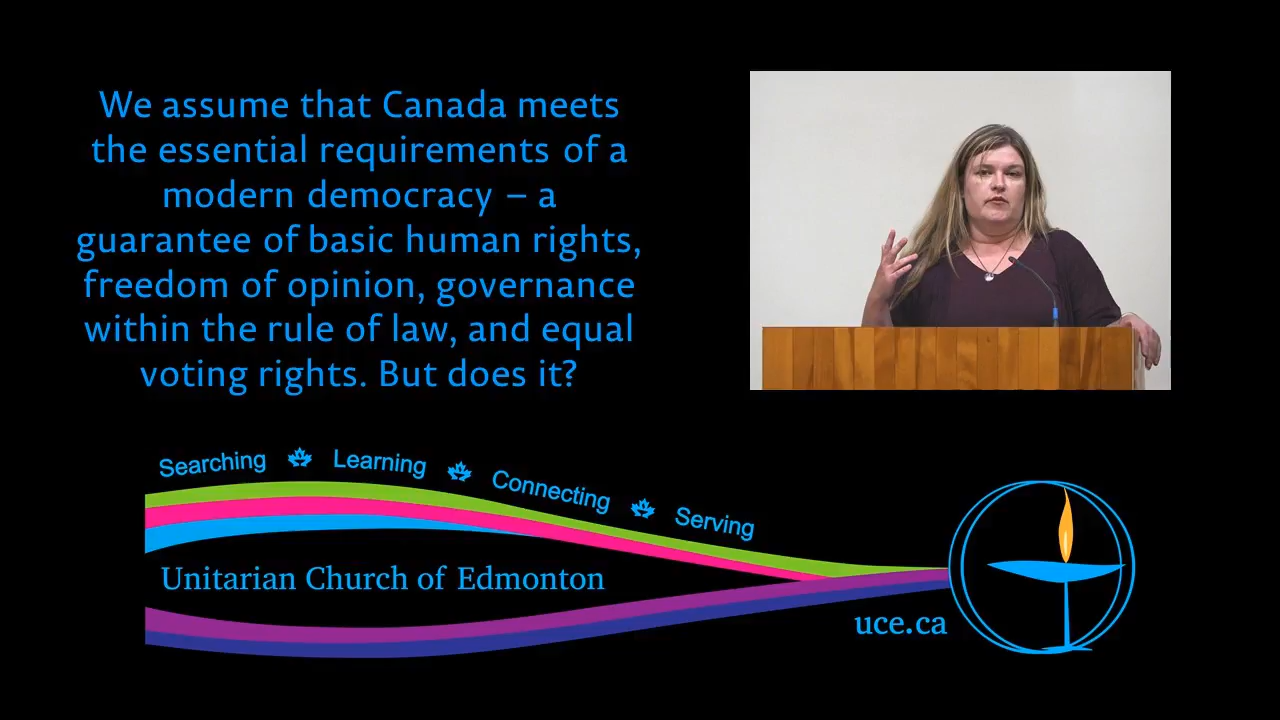 We assume that Canada meets
the essential requirements of a
modern democracy – a
guarantee of basic human rights,
freedom of opinion, governance
within the rule of law, and equal
voting rights. But does it?
Searching Learning Connecting Serving
Unitarian Church of Edmonton
uce.ca